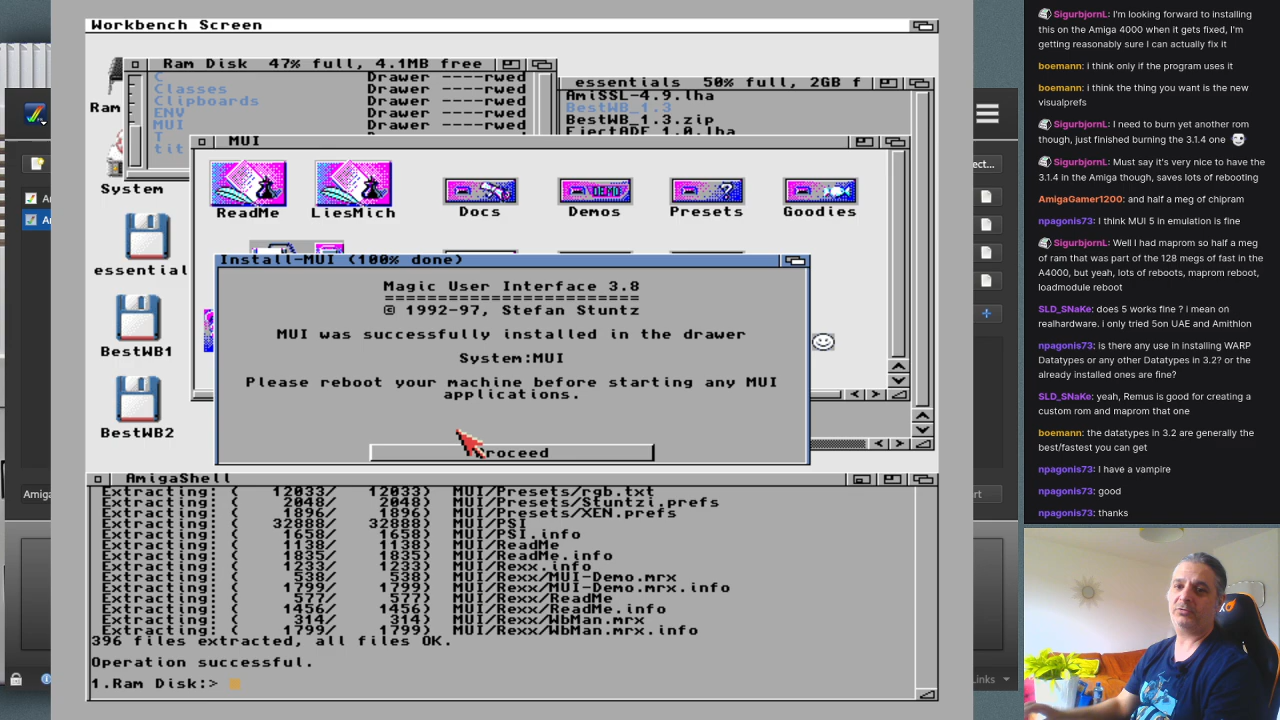 Workbench Screen
Ram Disk 47% full, 4.1MB free
C Drawer ----rwed
Classes Drawer ----rwed
Clipboards Drawer ----rwed
ENV Drawer ----rwed
MUI Drawer ----rwed
T Drawer ----rwed
essentials 50% full, 2GB f
AmiSSL-4.9.lha
BestWB_1.3
BestWB_1.3.zip
EjectADF_1.0.lha
Ram
System
essential
BestWB1
BestWB2
MUI
ReadMe
LiesMich
Docs
Demos
DEMO
Presets
Goodies
Install-MUI (100% done)
Magic User Interface 3.8
========================
© 1992-97, Stefan Stuntz
MUI was successfully installed in the drawer
System:MUI
Please reboot your machine before starting any MUI
applications.
roceed
AmigaShell
Extracting: ( 12033/ 12033) MUI/Presets/rgb.txt
Extracting: ( 2048/ 2048) MUI/Presets/Stuntzi.prefs
Extracting: ( 1896/ 1896) MUI/Presets/XEN.prefs
Extracting: ( 32888/ 32888) MUI/PSI
Extracting: ( 1658/ 1658) MUI/PSI.info
Extracting: ( 1138/ 1138) MUI/ReadMe
Extracting: ( 1835/ 1835) MUI/ReadMe.info
Extracting: ( 1233/ 1233) MUI/Rexx.info
Extracting: ( 538/ 538) MUI/Rexx/MUI-Demo.mrx
Extracting: ( 1799/ 1799) MUI/Rexx/MUI-Demo.mrx.info
Extracting: ( 577/ 577) MUI/Rexx/ReadMe
Extracting: ( 1456/ 1456) MUI/Rexx/ReadMe.info
Extracting: ( 314/ 314) MUI/Rexx/WbMan.mrx
Extracting: ( 1799/ 1799) MUI/Rexx/WbMan.mrx.info
396 files extracted, all files OK.
Operation successful.
1.Ram Disk:>
Amiga
ect...
Links
SigurbjornL: I'm looking forward to installing
this on the Amiga 4000 when it gets fixed, I'm
getting reasonably sure I can actually fix it
boemann: i think only if the program uses it
boemann: i think the thing you want is the new
visualprefs
SigurbjornL: I need to burn yet another rom
though, just finished burning the 3.1.4 one
SigurbjornL: Must say it's very nice to have the
3.1.4 in the Amiga though, saves lots of rebooting
AmigaGamer1200: and half a meg of chipram
npagonis73: I think MUI 5 in emulation is fine
SigurbjornL: Well I had maprom so half a meg
of ram that was part of the 128 megs of fast in the
A4000, but yeah, lots of reboots, maprom reboot,
loadmodule reboot
SLD_SNaKe: does 5 works fine ? i mean on
realhardware. i only tried 5on UAE and Amithlon
npagonis73: is there any use in installing WARP
Datatypes or any other Datatypes in 3.2? or the
already installed ones are fine?
SLD_SNaKe: yeah, Remus is good for creating a
custom rom and maprom that one
boemann: the datatypes in 3.2 are generally the
best/fastest you can get
npagonis73: I have a vampire
npagonis73: good
npagonis73: thanks